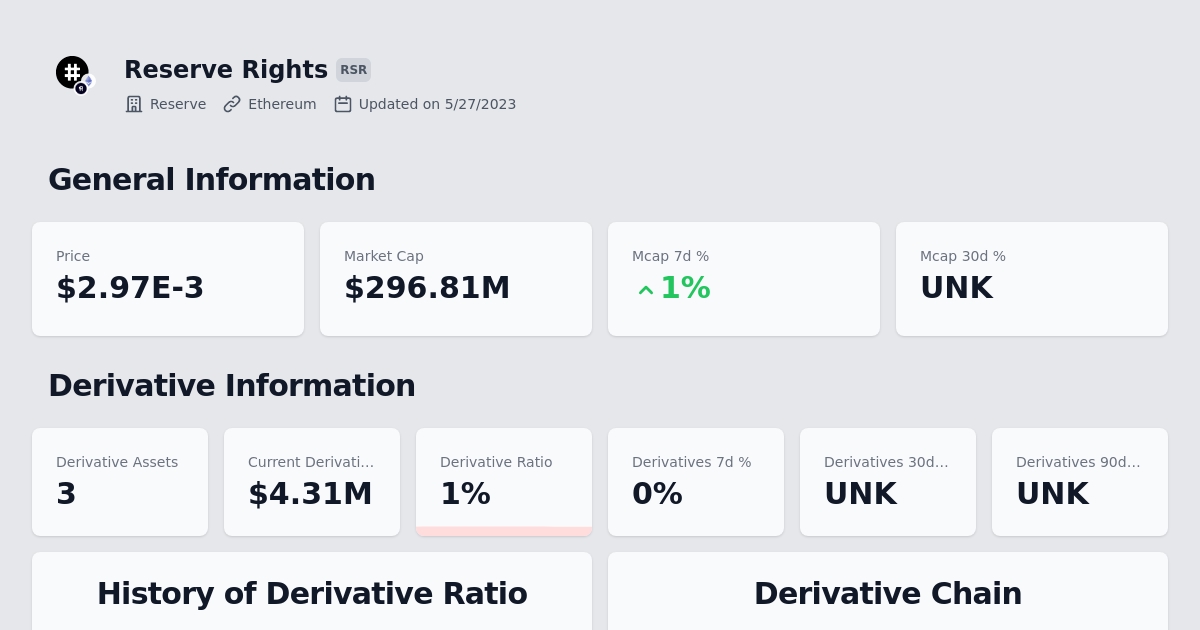 Reserve Rights RSR
Reserve Ethereum Updated on 5/27/2023
General Information
Price Market Cap Mcap 7d % Mcap 30d %
$2.97E-3 $296.81M 1% UNK
Derivative Information
Derivative Assets Current Derivati... Derivative Ratio Derivatives 7d % Derivatives 30d... Derivatives 90d...
3 $4.31M 1% 0% UNK UNK
History of Derivative Ratio Derivative Chain